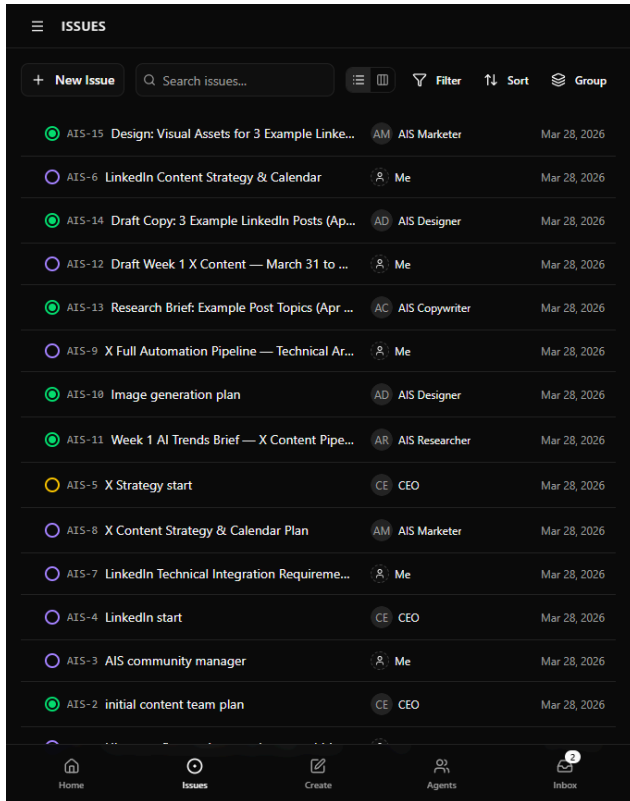 ISSUES
New Issue
Search issues...
Filter
Sort
Group
AIS-15 Design: Visual Assets for 3 Example Linke... AM AIS Marketer Mar 28, 2026
AIS-6 LinkedIn Content Strategy & Calendar Me Mar 28, 2026
AIS-14 Draft Copy: 3 Example LinkedIn Posts (Ap... AD AIS Designer Mar 28, 2026
AIS-12 Draft Week 1 X Content — March 31 to ... Me Mar 28, 2026
AIS-13 Research Brief: Example Post Topics (Apr ... AC AIS Copywriter Mar 28, 2026
AIS-9 X Full Automation Pipeline — Technical Ar... Me Mar 28, 2026
AIS-10 Image generation plan AD AIS Designer Mar 28, 2026
AIS-11 Week 1 AI Trends Brief — X Content Pipe... AR AIS Researcher Mar 28, 2026
AIS-5 X Strategy start CE CEO Mar 28, 2026
AIS-8 X Content Strategy & Calendar Plan AM AIS Marketer Mar 28, 2026
AIS-7 LinkedIn Technical Integration Requireme... Me Mar 28, 2026
AIS-4 LinkedIn start CE CEO Mar 28, 2026
AIS-3 AIS community manager Me Mar 28, 2026
AIS-2 initial content team plan CE CEO Mar 28, 2026
2
Home
Issues
Create
Agents
Inbox